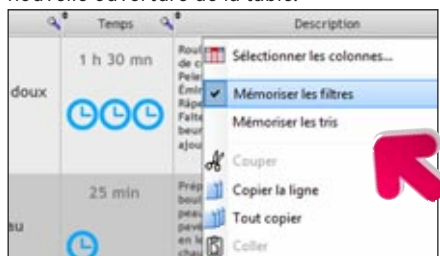 nouvelle ouverture de la table.
Temps Description
1 h 30 mn
doux
Sélectionner les colonnes...
Mémoriser les filtres
Mémoriser les tris
Couper
25 min
Copier la ligne
Tout copier
au
Coller